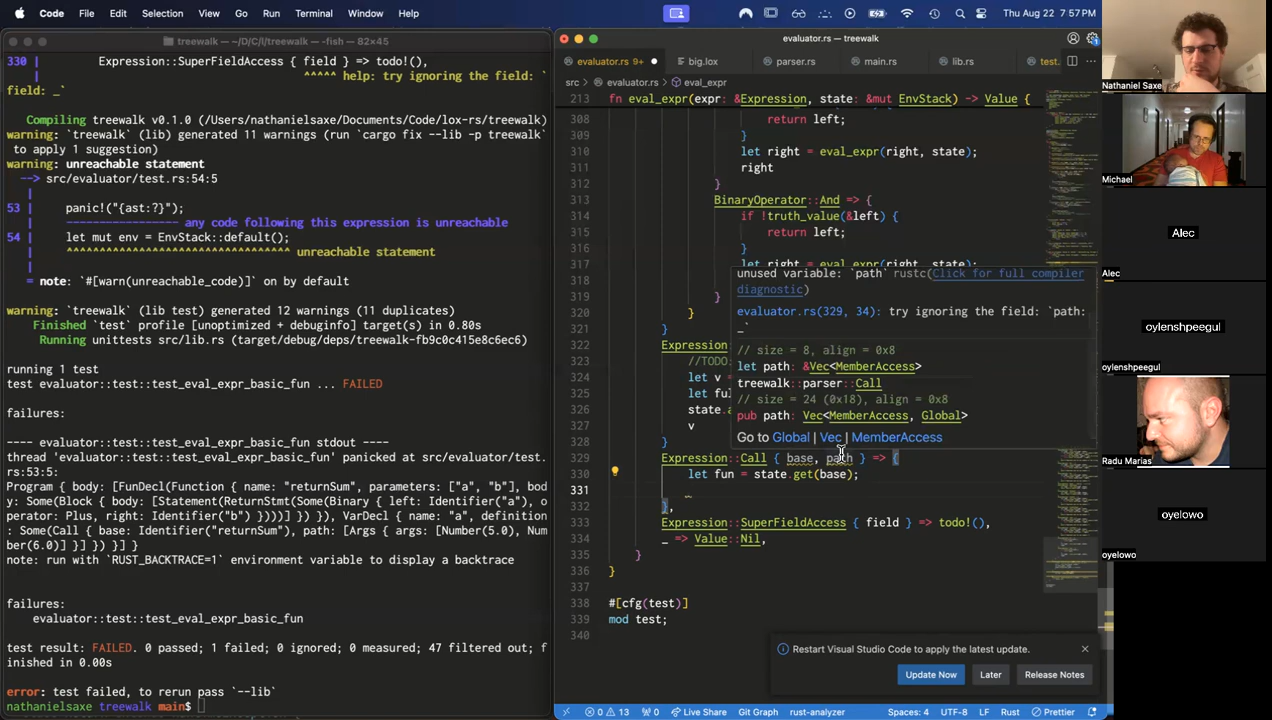 Code File Edit Selection View Go Run Terminal Window Help
Thu Aug 22 7:57 PM
treewalk — ~/D/C/l/treewalk — -fish — 82×45
330 | Expression::SuperFieldAccess { field } => todo!(),
| ^^^^^ help: try ignoring the field: `
field: _`
Compiling treewalk v0.1.0 (/Users/nathanielsaxe/Documents/Code/lox-rs/treewalk)
warning: `treewalk` (lib) generated 11 warnings (run `cargo fix --lib -p treewalk`
to apply 1 suggestion)
warning: unreachable statement
--> src/evaluator/test.rs:54:5
|
53 | panic!("{ast:?}");
| ----------------- any code following this expression is unreachable
54 | let mut env = EnvStack::default();
| ^^^^^^^^^^^^^^^^^^^^^^^^^^^^^^^^^^ unreachable statement
|
= note: `#[warn(unreachable_code)]` on by default
warning: `treewalk` (lib test) generated 12 warnings (11 duplicates)
Finished `test` profile [unoptimized + debuginfo] target(s) in 0.80s
Running unittests src/lib.rs (target/debug/deps/treewalk-fb9c0c415e8c6ec6)
running 1 test
test evaluator::test::test_eval_expr_basic_fun ... FAILED
failures:
---- evaluator::test::test_eval_expr_basic_fun stdout ----
thread 'evaluator::test::test_eval_expr_basic_fun' panicked at src/evaluator/test.
rs:53:5:
Program { body: [FunDecl(FunDecl { name: "returnSum", parameters: ["a", "b"], bod
y: Some(Block { body: [Statement(ReturnStmt(Some(Binary { left: Identifier("a"), o
perator: Plus, right: Identifier("b") })))] }) }), VarDecl { name: "a", definition
: Some(Call { base: Identifier("returnSum"), path: [Args { args: [Number(5.0), Num
ber(6.0)] }] }) }] }
note: run with `RUST_BACKTRACE=1` environment variable to display a backtrace
failures:
evaluator::test::test_eval_expr_basic_fun
test result: FAILED. 0 passed; 1 failed; 0 ignored; 0 measured; 47 filtered out; f
inished in 0.00s
error: test failed, to rerun pass `--lib`
nathanielsaxe treewalk main$
evaluator.rs — treewalk
evaluator.rs 9+ big.lox parser.rs main.rs lib.rs test.
src > evaluator.rs > eval_expr
213 fn eval_expr(expr: &Expression, state: &mut EnvStack) -> Value {
308 return left;
309 }
310 let right = eval_expr(right, state);
311 right
312 }
313 BinaryOperator::And => {
314 if !truth_value(&left) {
315 return left;
316 }
317 let right = eval_expr(right, state);
318
319 }
320 }
321 }
322 Expression
323 //TODO:
324 let v =
325 let ful
326 state.a
327 v
328 }
unused variable: `path` rustc(Click for full compiler
diagnostic)
evaluator.rs(329, 34): try ignoring the field: `path:
_`
// size = 8, align = 0x8
let path: &Vec<MemberAccess>
treewalk::parser::Call
// size = 24 (0x18), align = 0x8
pub path: Vec<MemberAccess, Global>
Go to Global | Vec | MemberAccess
329 Expression::Call { base, path } => {
330 let fun = state.get(base);
331
332 },
333 Expression::SuperFieldAccess { field } => todo!(),
334 _ => Value::Nil,
335 }
336 }
337
338 #[cfg(test)]
339 mod test;
340
Restart Visual Studio Code to apply the latest update.
Update Now Later Release Notes
0 13 0 Live Share Git Graph rust-analyzer Spaces: 4 UTF-8 LF Rust Prettier
Nathaniel Saxe
Michael
Alec
Alec
oylenshpeegul
oylenshpeegul
Radu Marias
oyelowo
oyelowo